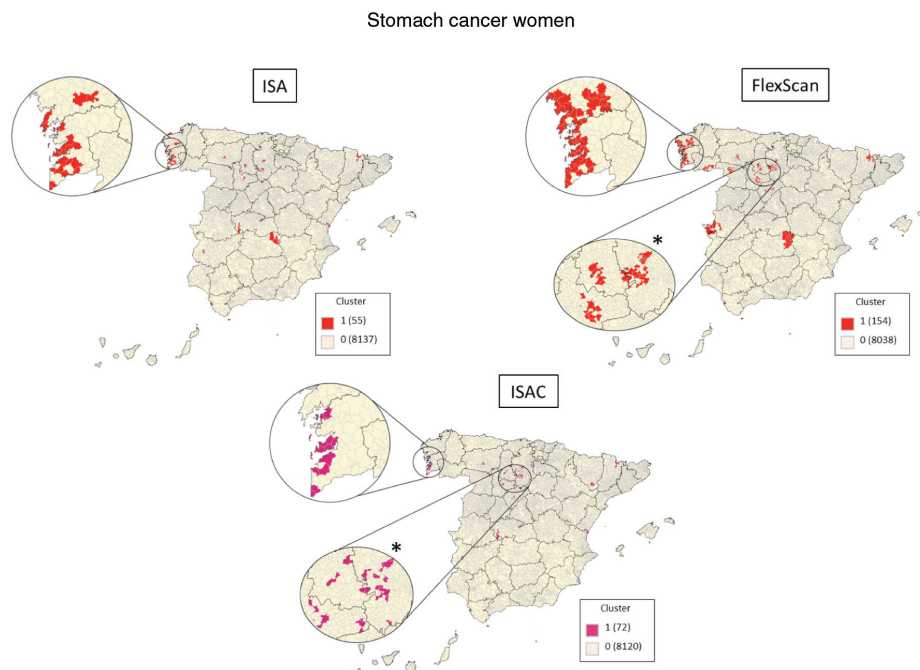 Stomach cancer women
ISA
FlexScan
*
Cluster
1 (55)
0 (8137)
Cluster
1 (154)
0 (8038)
ISAC
*
Cluster
1 (72)
0 (8120)